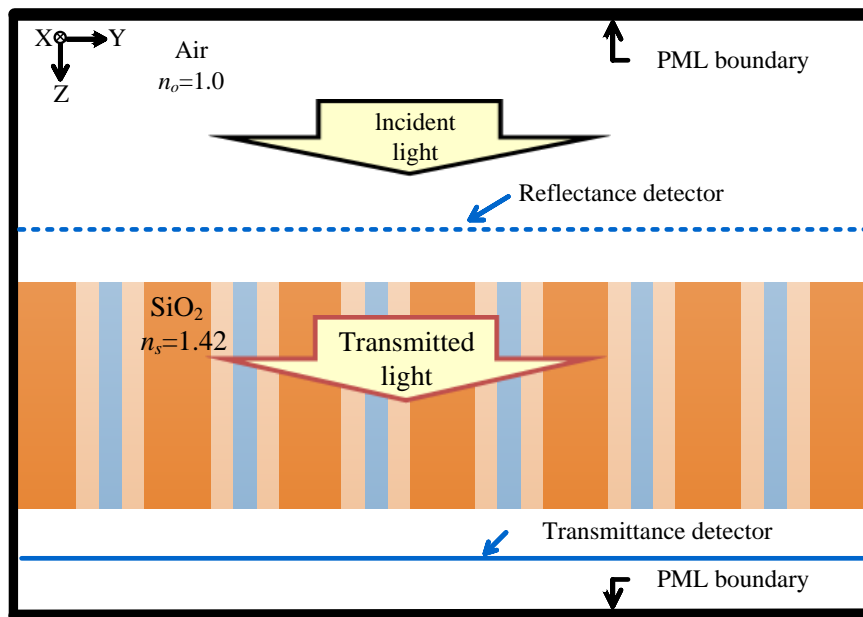 X Y
Z
Air
nₒ=1.0
PML boundary
Incident
light
Reflectance detector
SiO₂
nₛ=1.42
Transmitted
light
Transmittance detector
PML boundary